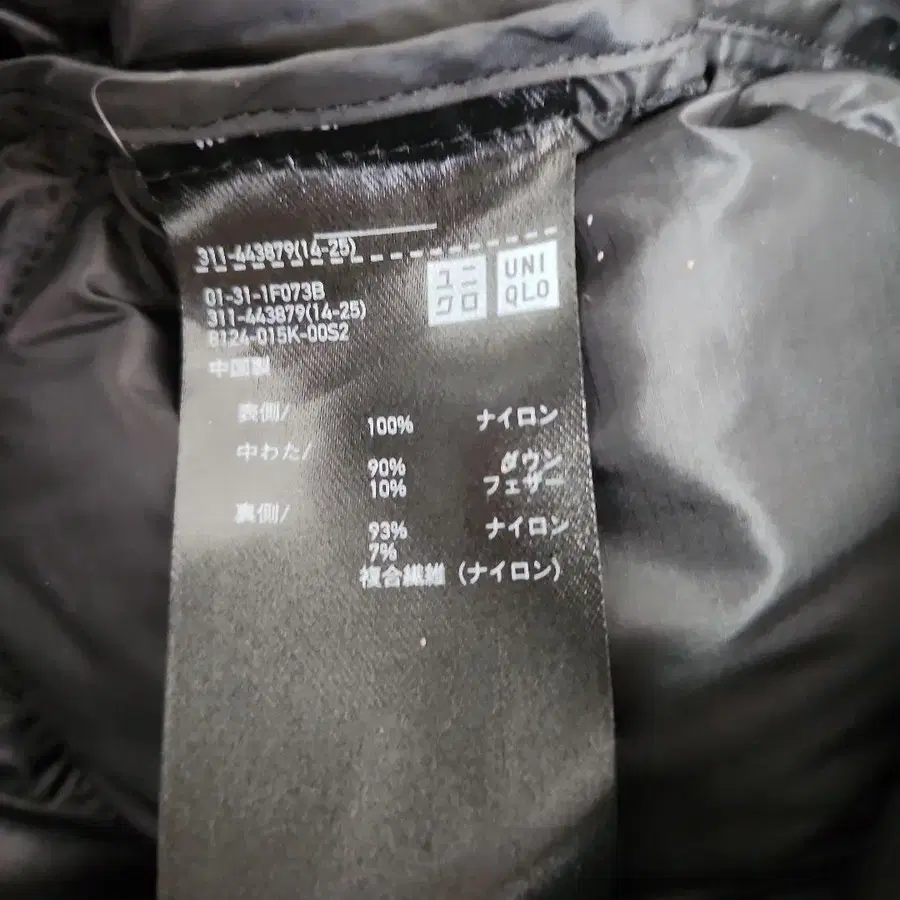 311-443879(14-25)
ユニ
クロ
UNI
QLO
01-31-1F073B
311-443879(14-25)
8124-015K-00S2
中国製
表側/
100% ナイロン
中わた/
90% ダウン
10% フェザー
裏側/
93% ナイロン
7%
複合繊維 (ナイロン)